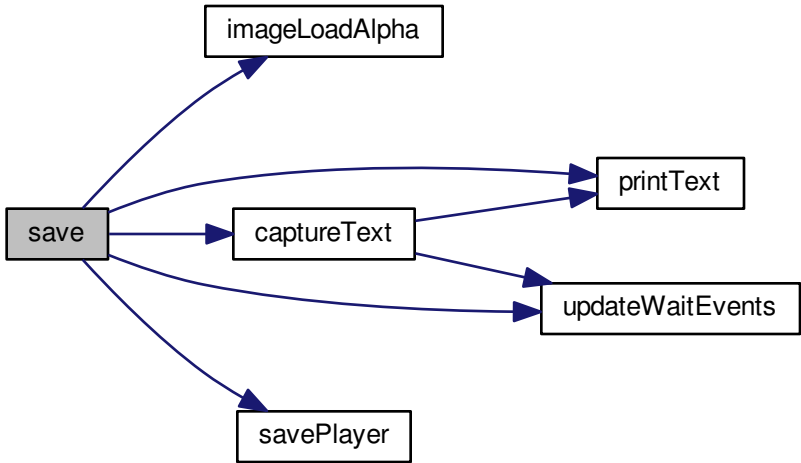 imageLoadAlpha
printText
save
captureText
updateWaitEvents
savePlayer